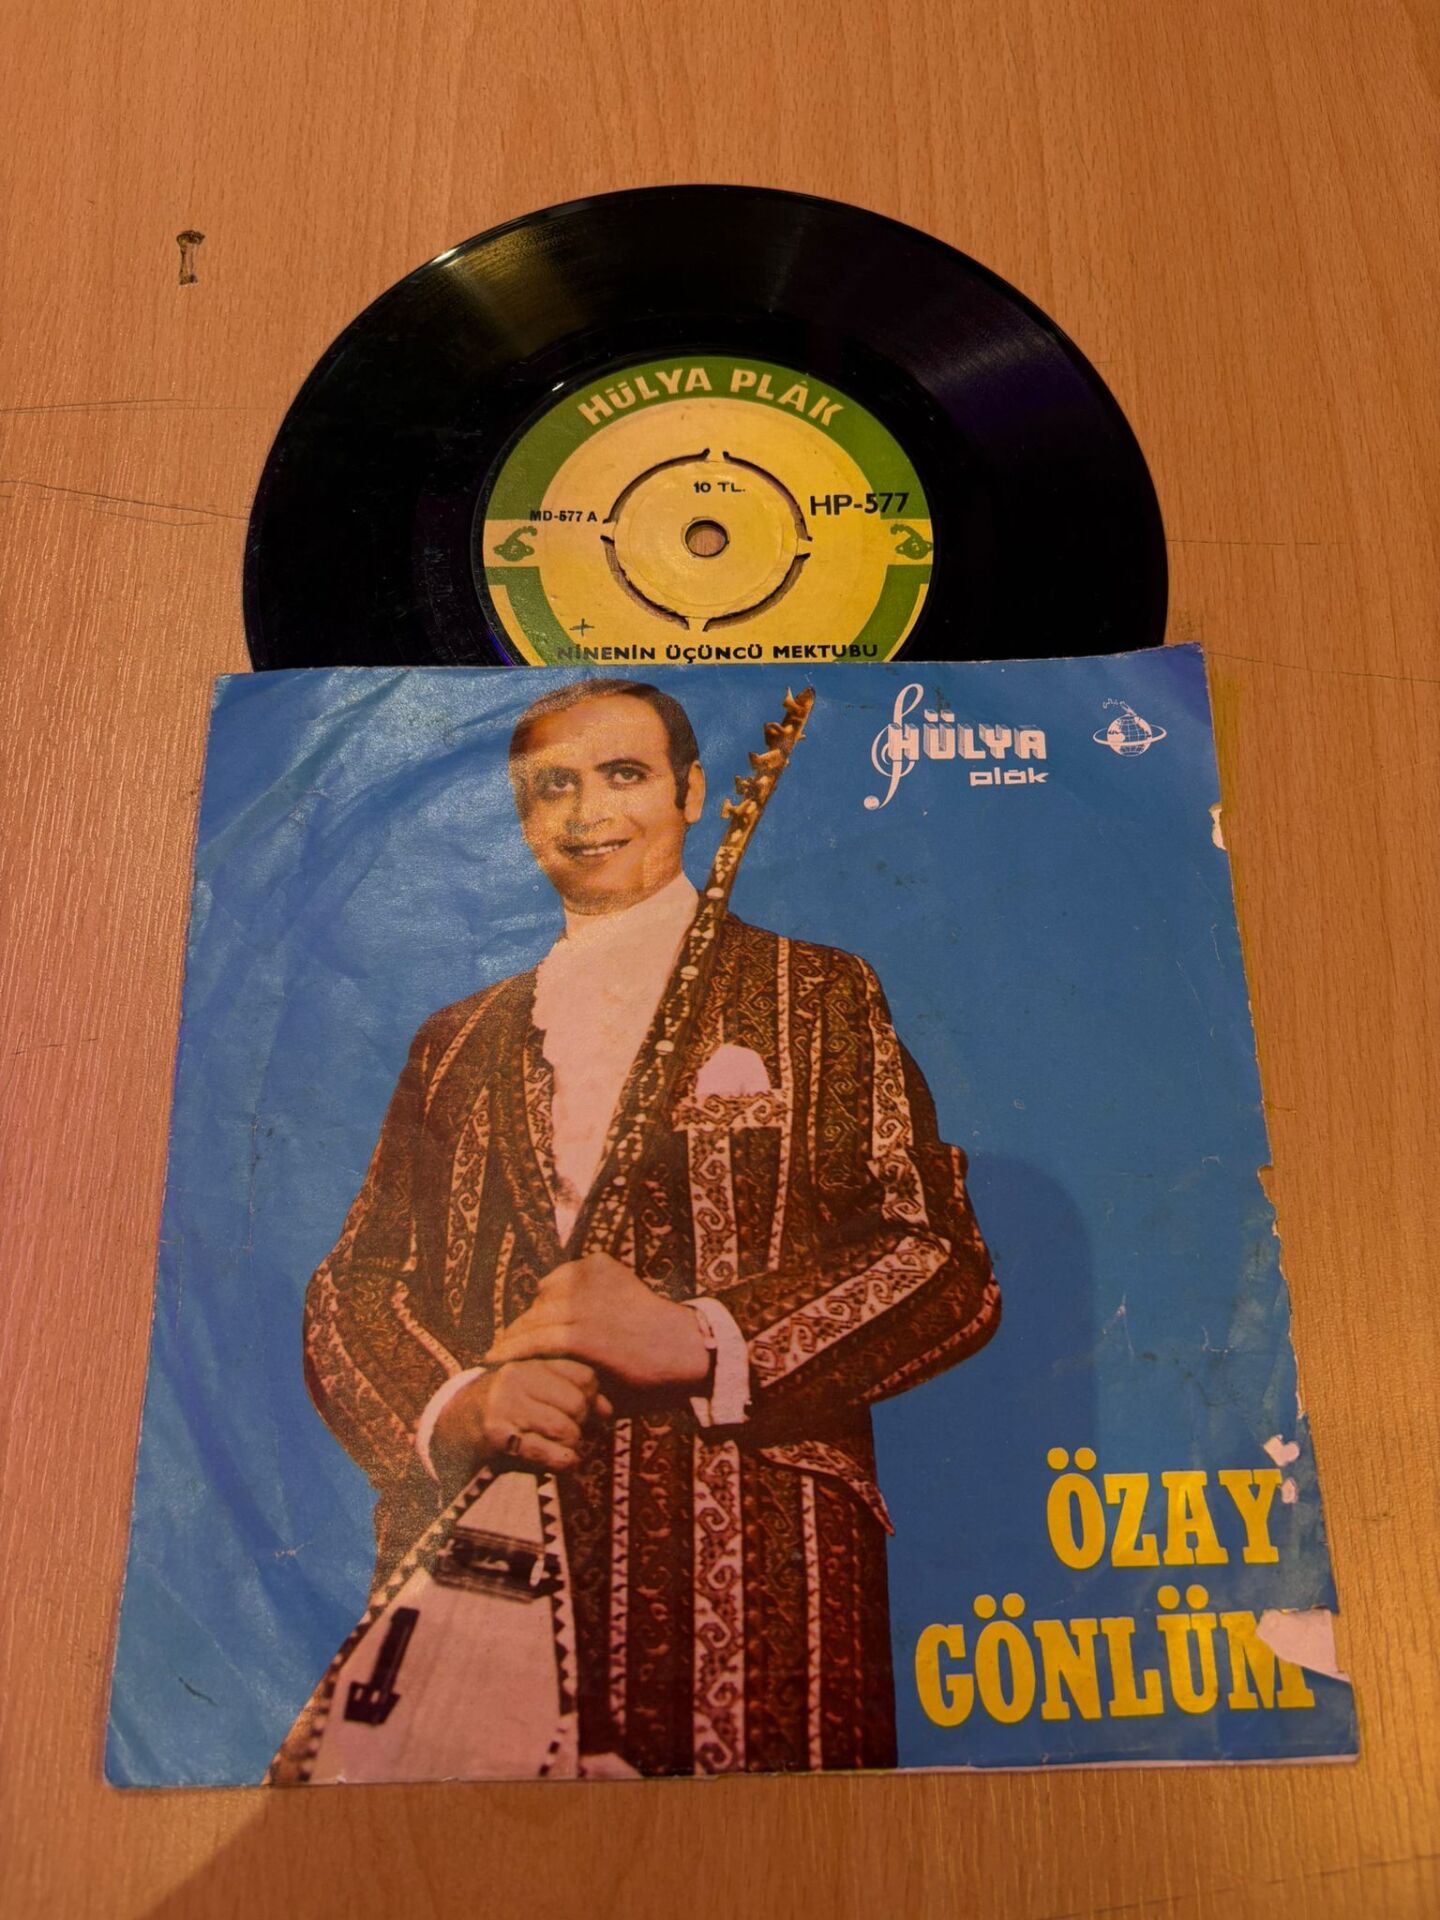 HÜLYA PLÂK
10 TL.
MD-577 A
HP-577
NİNENİN ÜÇÜNCÜ MEKTUBU
HÜLYA
plâk
ÖZAY
GÖNLÜM